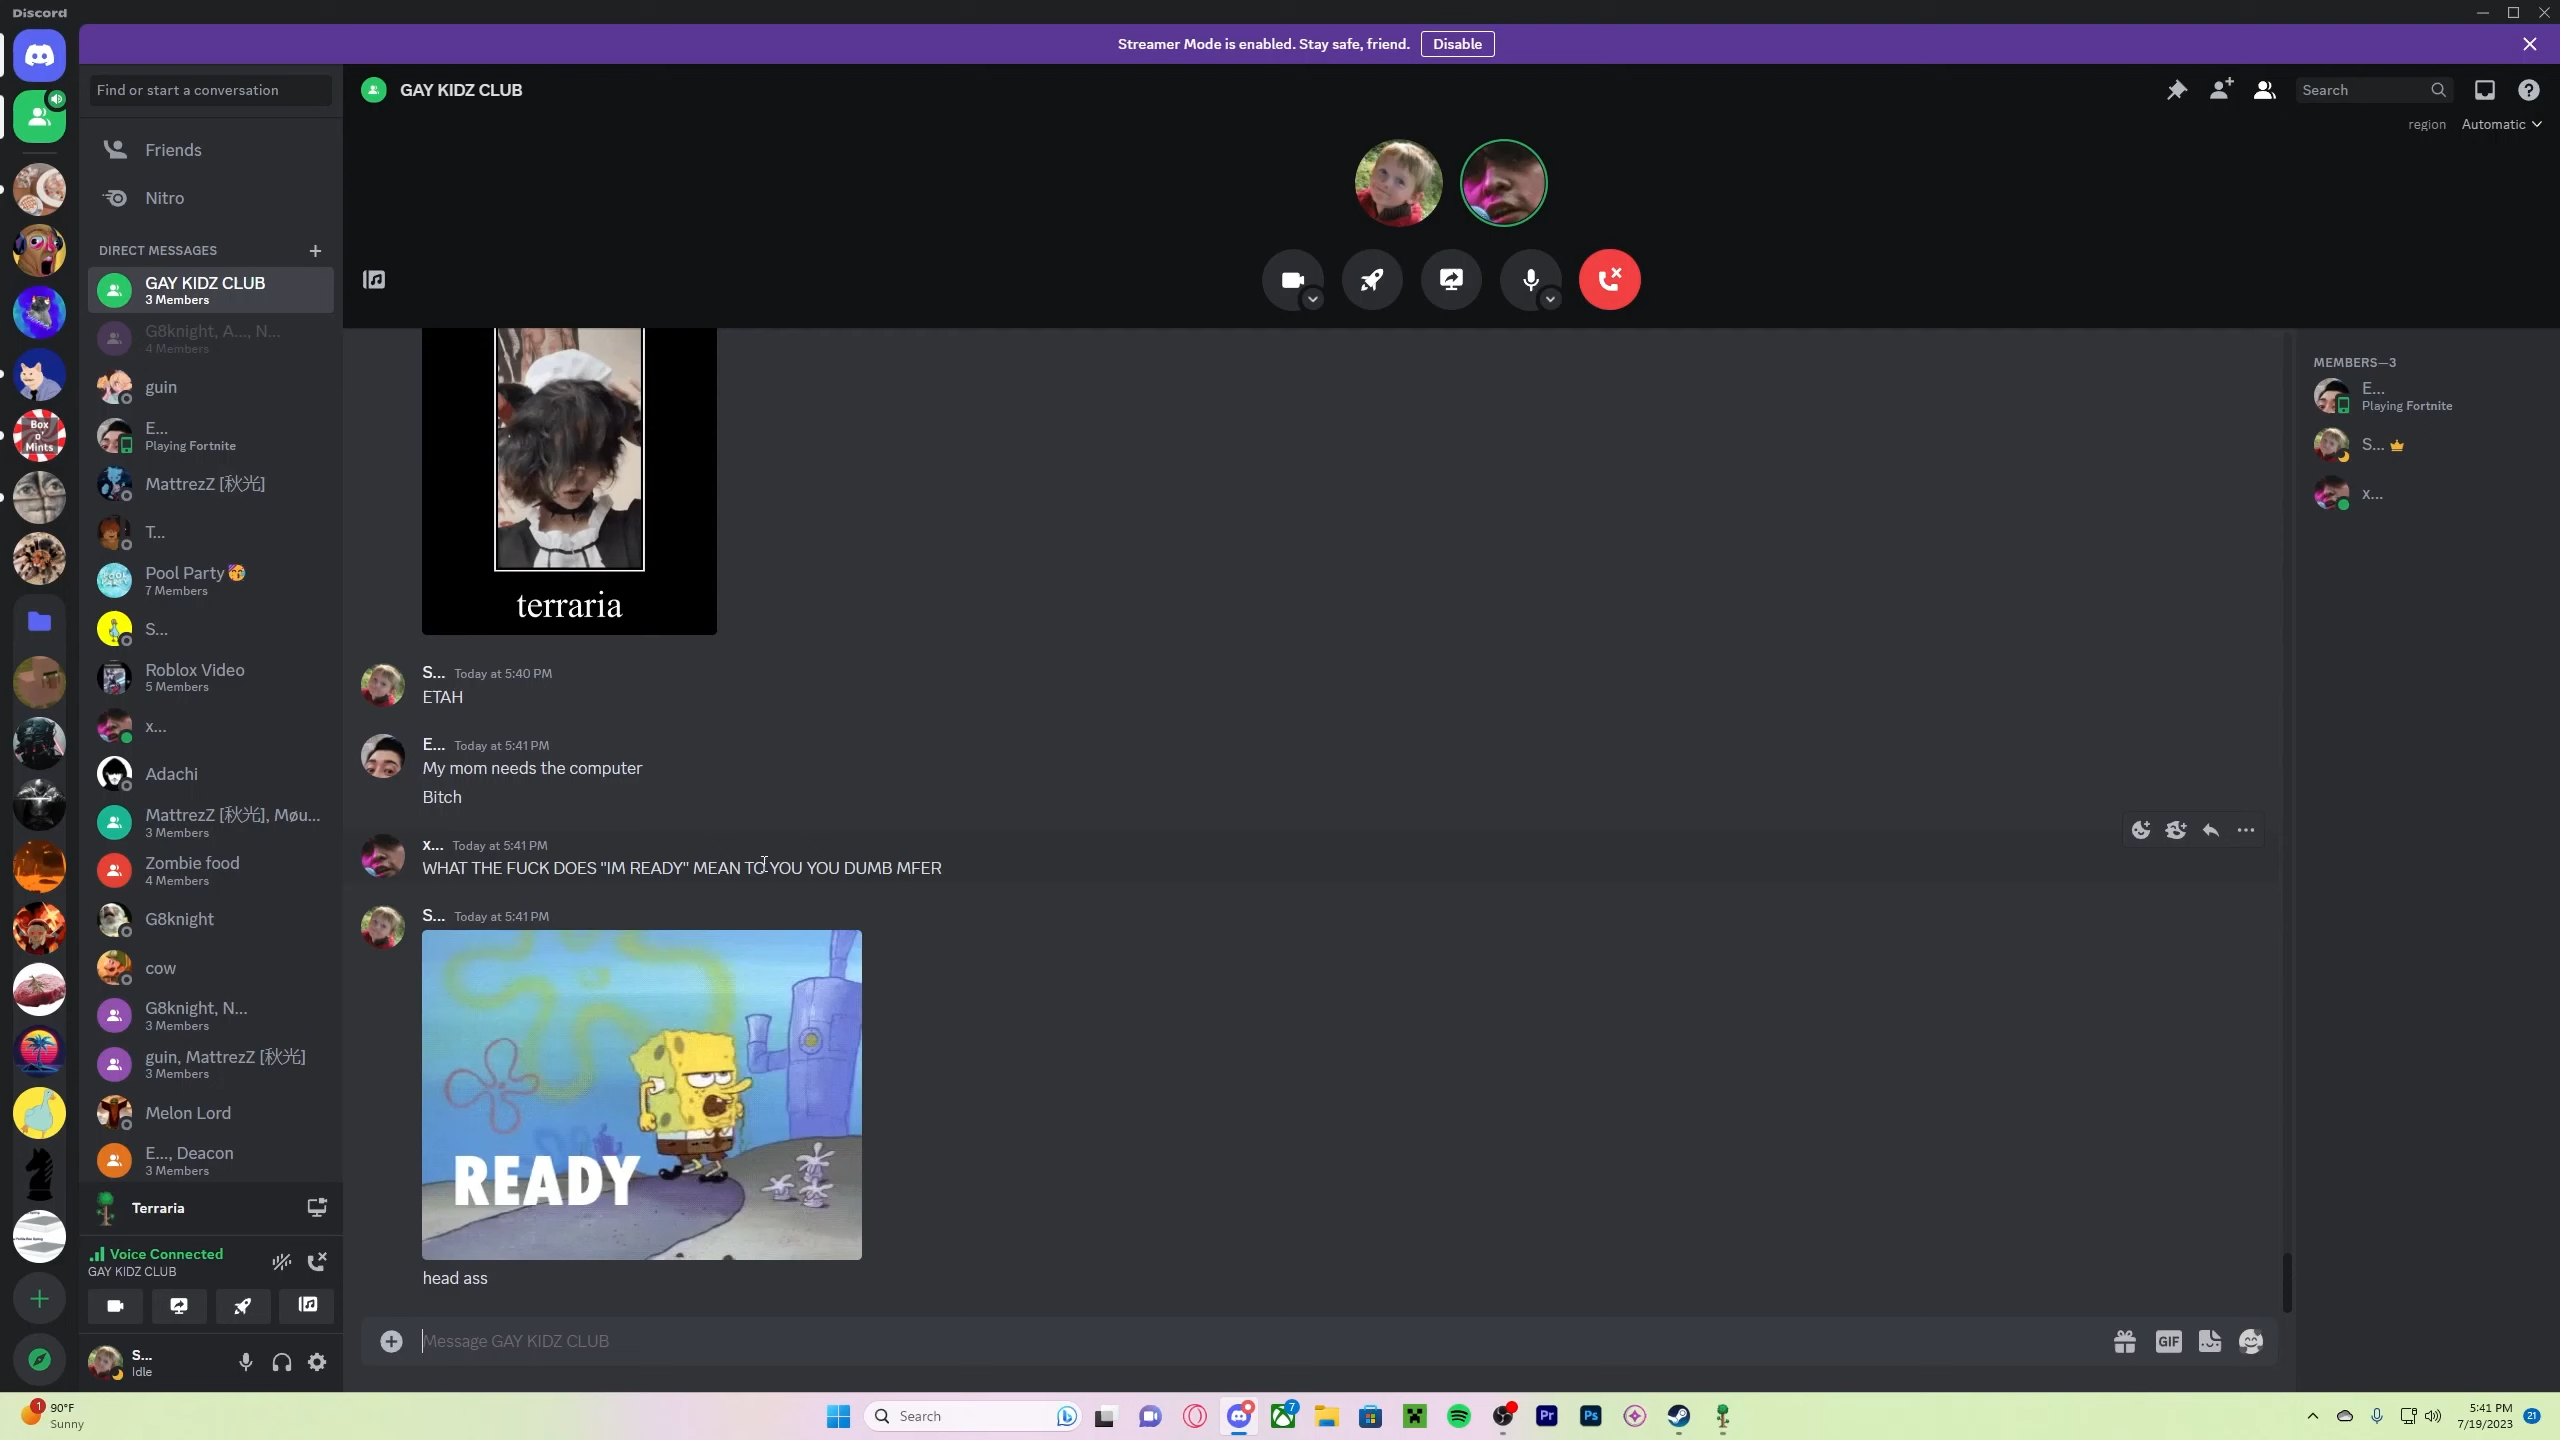 Discord
Streamer Mode is enabled. Stay safe, friend.
Disable
Find or start a conversation
GAY KIDZ CLUB
Search
region
Automatic
Friends
Nitro
DIRECT MESSAGES
GAY KIDZ CLUB
3 Members
G8knight, A..., N...
4 Members
guin
E...
Playing Fortnite
MattrezZ [秋光]
T...
Pool Party
7 Members
S...
Roblox Video
5 Members
x...
Adachi
MattrezZ [秋光], Møu...
3 Members
Zombie food
4 Members
G8knight
cow
G8knight, N...
3 Members
guin, MattrezZ [秋光]
3 Members
Melon Lord
E..., Deacon
3 Members
Box
o'
Mints
Terraria
Voice Connected
GAY KIDZ CLUB
S...
Idle
terraria
S... Today at 5:40 PM
ETAH
E... Today at 5:41 PM
My mom needs the computer
Bitch
x... Today at 5:41 PM
WHAT THE FUCK DOES "IM READY" MEAN TO YOU YOU DUMB MFER
S... Today at 5:41 PM
READY
head ass
Message GAY KIDZ CLUB
GIF
MEMBERS—3
E...
Playing Fortnite
S...
x...
1
90°F
Sunny
Search
7
Pr
Ps
5:41 PM
7/19/2023
21